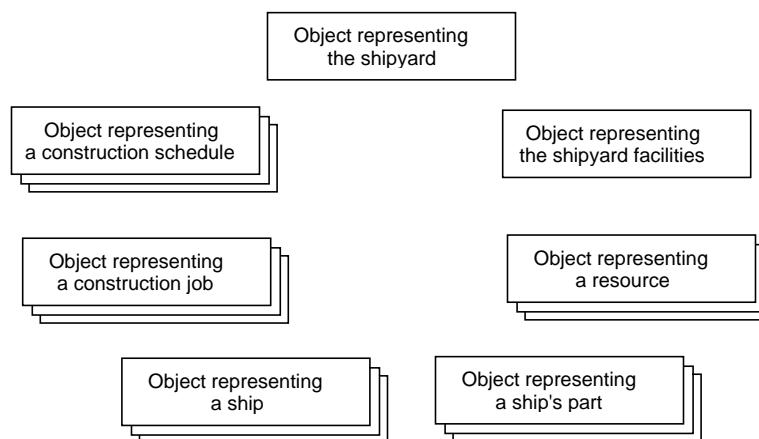 Object representing
the shipyard
Object representing
a construction schedule
Object representing
the shipyard facilities
Object representing
a construction job
Object representing
a resource
Object representing
a ship
Object representing
a ship's part